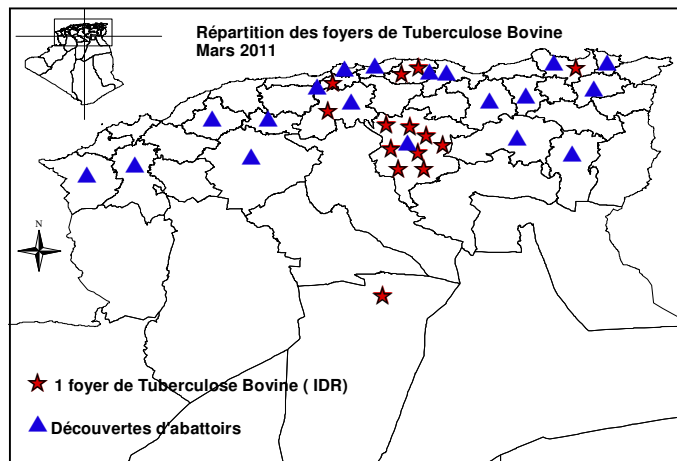 Répartition des foyers de Tuberculose Bovine
Mars 2011
N
1 foyer de Tuberculose Bovine ( IDR)
Découvertes d'abattoirs